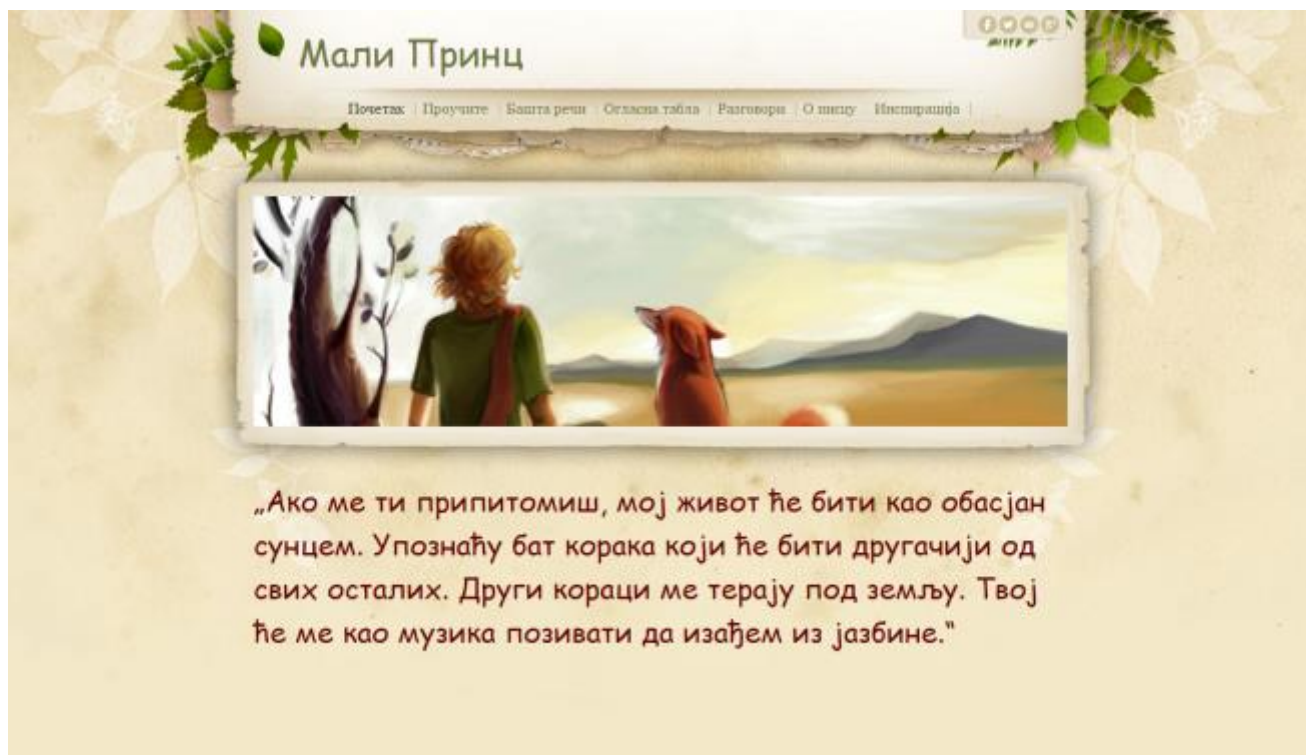 Мали Принц
Почетак | Проучите | Башта речи | Огласна табла | Разговори | О писцу Инспирација |
„Ако ме ти припитомиш, мој живот ће бити као обасјан
сунцем. Упознаћу бат корака који ће бити другачији од
свих осталих. Други кораци ме терају под земљу. Твој
ће ме као музика позивати да изађем из јазбине.“